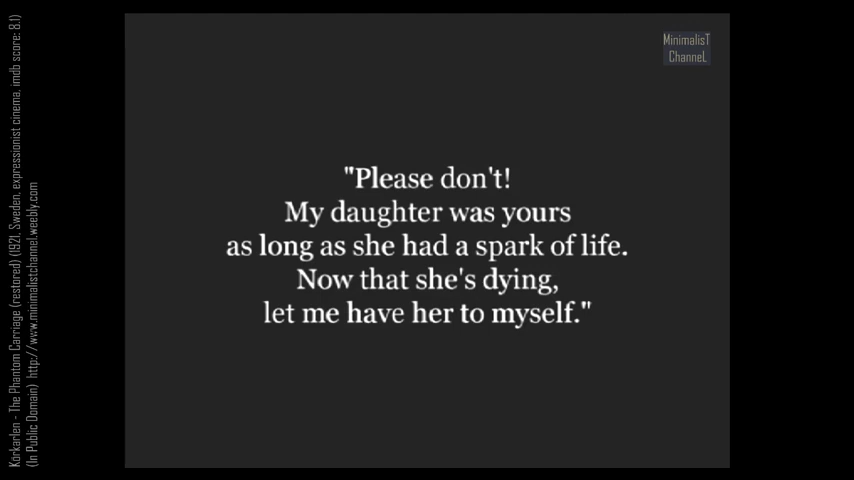 "Please don't!
My daughter was yours
as long as she had a spark of life.
Now that she's dying,
let me have her to myself."
MinimalisT
ChanneL
Körkarlen - The Phantom Carriage (restored) (1921, Sweden, expressionist cinema, imdb score: 8.1)
(In Public Domain) http://www.minimalistchannel.weebly.com